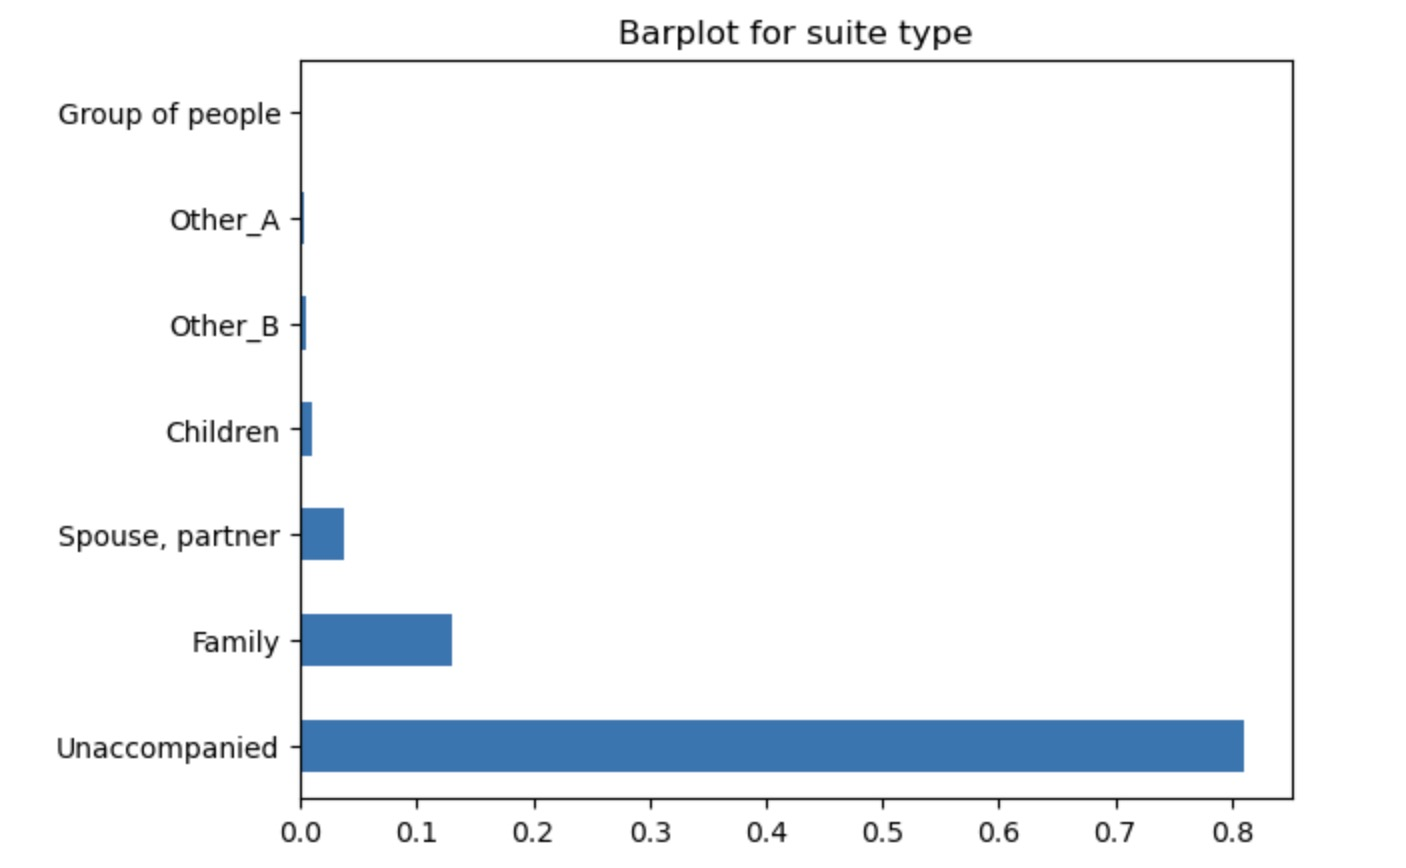 Barplot for suite type
Group of people
Other_A
Other_B
Children
Spouse, partner
Family
Unaccompanied
0.0 0.1 0.2 0.3 0.4 0.5 0.6 0.7 0.8